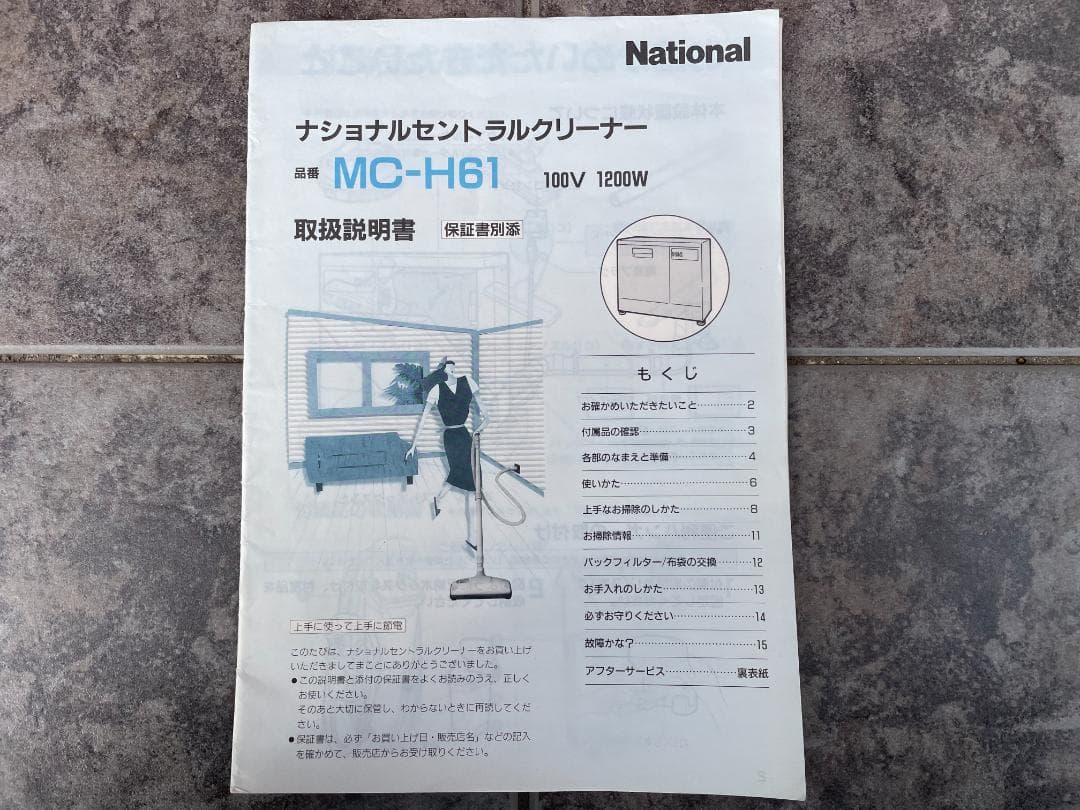 National
ナショナルセントラルクリーナー
品番 MC-H61 100V 1200W
取扱説明書 保証書別添
もくじ
お確かめいただきたいこと……………2
付属品の確認……………………3
各部のなまえと準備………………4
使いかた…………………………6
上手なお掃除のしかた……………8
お掃除情報………………………11
パックフィルター/布袋の交換………12
お手入れのしかた…………………13
必ずお守りください………………14
故障かな?…………………………15
アフターサービス………………裏表紙
上手に使って上手に節電
このたびは、ナショナルセントラルクリーナーをお買い上げ
いただきましてまことにありがとうございました。
●この説明書と添付の保証書をよくお読みのうえ、正しく
お使いください。
そのあと大切に保管し、わからないときに再読してくだ
さい。
●保証書は、必ず「お買い上げ日・販売店名」などの記入
を確かめて、販売店からお受け取りください。